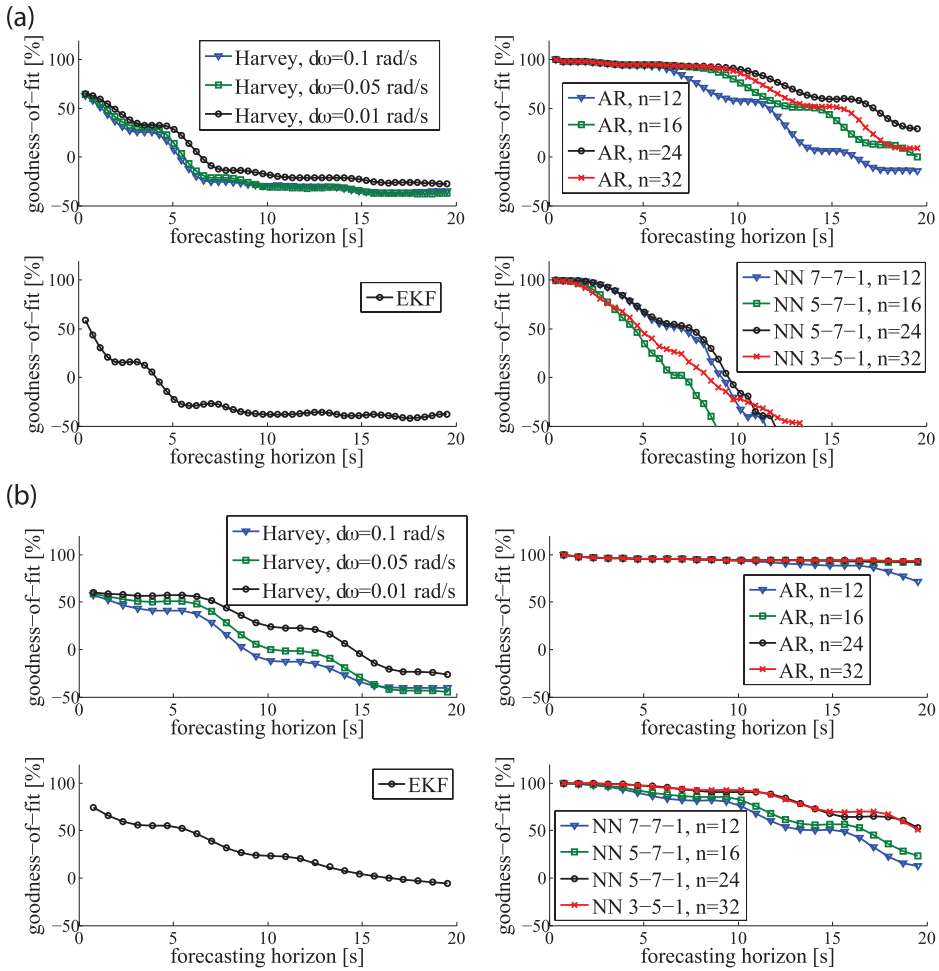 (a)
goodness−of−fit [%]
100
50
0
−50
0
5
10
15
20
forecasting horizon [s]
Harvey, dω=0.1 rad/s
Harvey, dω=0.05 rad/s
Harvey, dω=0.01 rad/s
goodness−of−fit [%]
100
50
0
−50
0
5
10
15
20
forecasting horizon [s]
AR, n=12
AR, n=16
AR, n=24
AR, n=32
goodness−of−fit [%]
100
50
0
−50
0
5
10
15
20
forecasting horizon [s]
EKF
goodness−of−fit [%]
100
50
0
−50
0
5
10
15
20
forecasting horizon [s]
NN 7−7−1, n=12
NN 5−7−1, n=16
NN 5−7−1, n=24
NN 3−5−1, n=32
(b)
goodness−of−fit [%]
100
50
0
−50
0
5
10
15
20
forecasting horizon [s]
Harvey, dω=0.1 rad/s
Harvey, dω=0.05 rad/s
Harvey, dω=0.01 rad/s
goodness−of−fit [%]
100
50
0
−50
0
5
10
15
20
forecasting horizon [s]
AR, n=12
AR, n=16
AR, n=24
AR, n=32
goodness−of−fit [%]
100
50
0
−50
0
5
10
15
20
forecasting horizon [s]
EKF
goodness−of−fit [%]
100
50
0
−50
0
5
10
15
20
forecasting horizon [s]
NN 7−7−1, n=12
NN 5−7−1, n=16
NN 5−7−1, n=24
NN 3−5−1, n=32